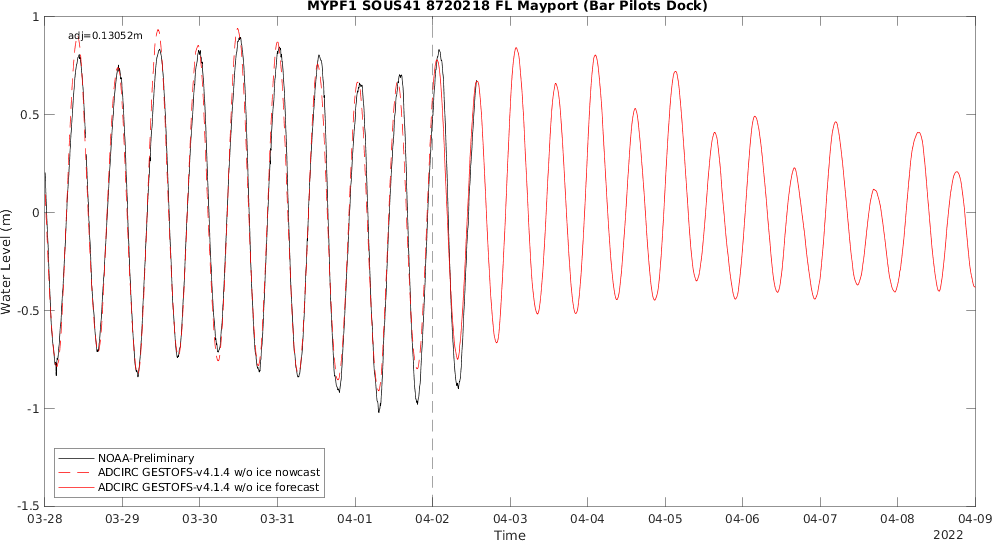 MYPF1 SOUS41 8720218 FL Mayport (Bar Pilots Dock)
adj=0.13052m
1
0.5
0
-0.5
-1
-1.5
Water Level (m)
NOAA-Preliminary
ADCIRC GESTOFS-v4.1.4 w/o ice nowcast
ADCIRC GESTOFS-v4.1.4 w/o ice forecast
03-28 03-29 03-30 03-31 04-01 04-02 04-03 04-04 04-05 04-06 04-07 04-08 04-09
Time
2022